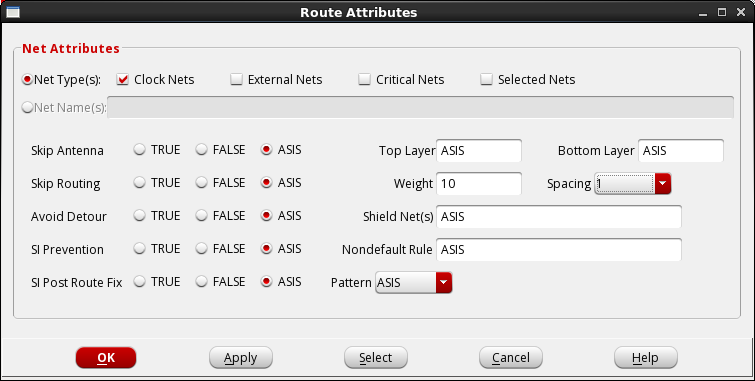 Route Attributes
Net Attributes
Net Type(s): Clock Nets External Nets Critical Nets Selected Nets
Net Name(s):
Skip Antenna TRUE FALSE ASIS Top Layer ASIS Bottom Layer ASIS
Skip Routing TRUE FALSE ASIS Weight 10 Spacing 1
Avoid Detour TRUE FALSE ASIS Shield Net(s) ASIS
SI Prevention TRUE FALSE ASIS Nondefault Rule ASIS
SI Post Route Fix TRUE FALSE ASIS Pattern ASIS
OK Apply Select Cancel Help